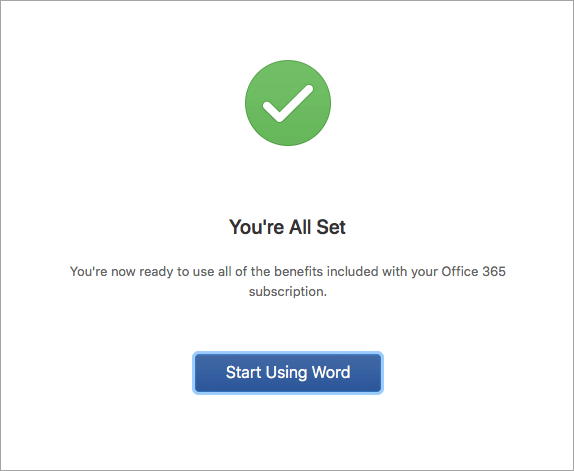 You're All Set
You're now ready to use all of the benefits included with your Office 365
subscription.
Start Using Word